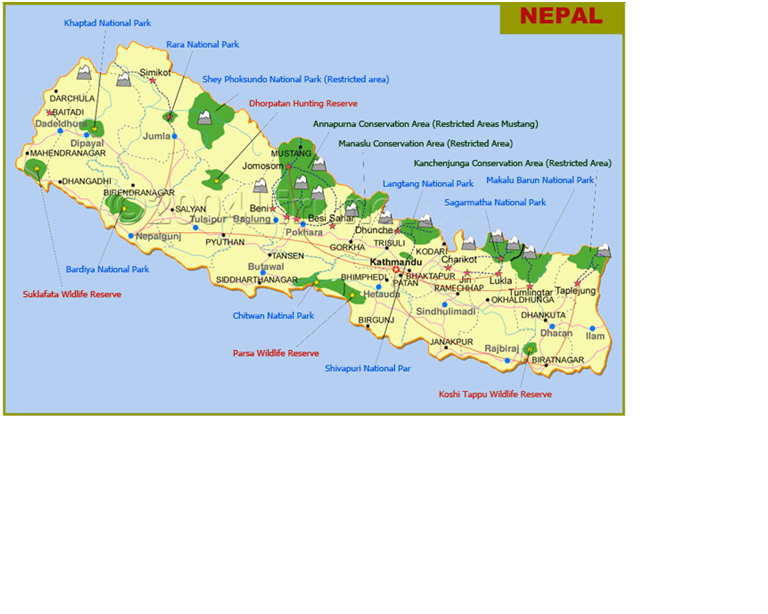 NEPAL
Khaptad National Park
Rara National Park
Shey Phoksundo National Park (Restricted area)
Dhorpatan Hunting Reserve
Annapurna Conservation Area (Restricted Areas Mustang)
Manaslu Conservation Area (Restricted Area)
Kanchenjunga Conservation Area (Restricted Area)
Langtang National Park
Makalu Barun National Park
Sagarmatha National Park
Simikot
DARCHULA
BAITADI
Dadeldhura
Dipayal
Jumla
MAHENDRANAGAR
MUSTANG
Jomosom
DHANGADHI
BIRENDRANAGAR
SALYAN
Beni
Tulsipur
Baglung
Besi Sahar
Pokhara
Dhunche
Nepalgunj
PYUTHAN
GORKHA
TRISULI
KODARI
TANSEN
Kathmandu
Charikot
Butawal
SIDDHARTHANAGAR
BHIMPHEDI
BHAKTAPUR
PATAN
Jiri
Lukla
RAMECHHAP
Tumlingtar
Taplejung
Hetauda
OKHALDHUNGA
Sindhulimadi
DHANKUTA
BIRGUNJ
Dharan
Ilam
JANAKPUR
Rajbiraj
BIRATNAGAR
Bardiya National Park
Suklafata Wldlife Reserve
Chitwan Natinal Park
Parsa Wildlife Reserve
Shivapuri National Par
Koshi Tappu Wildlife Reserve